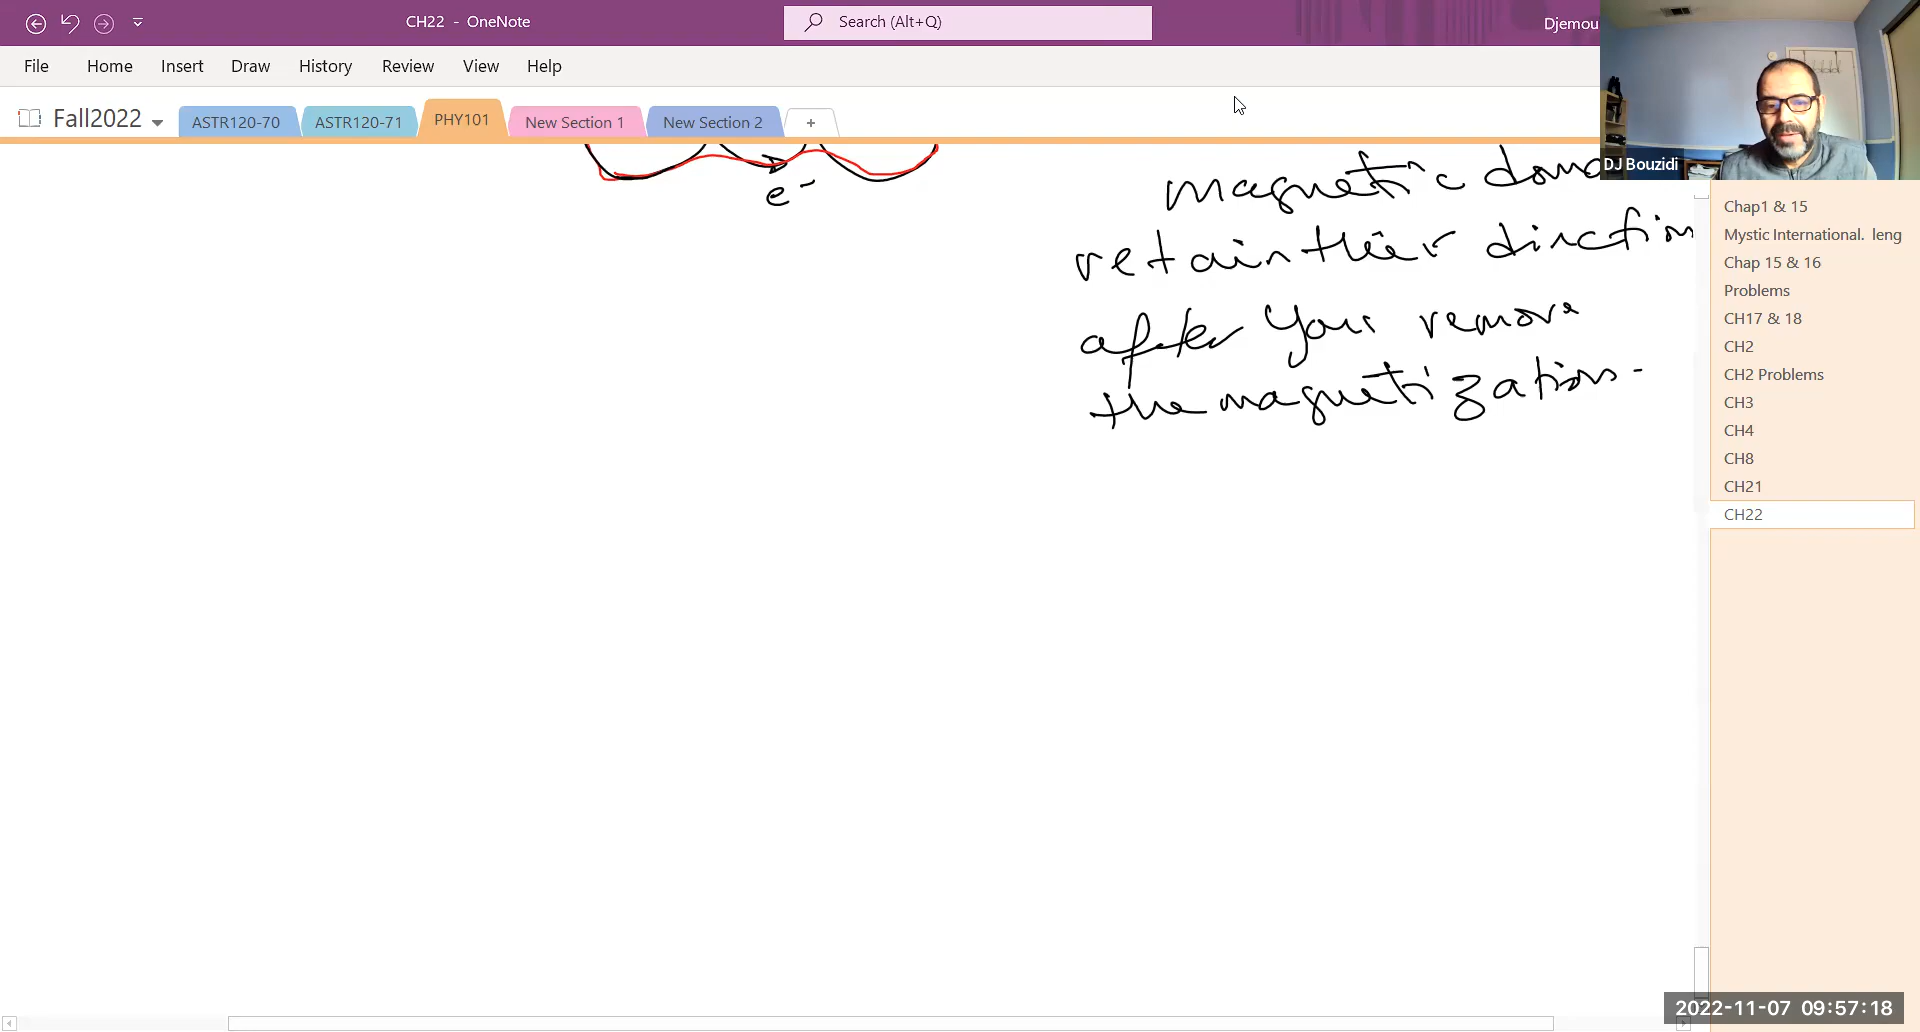 CH22 - OneNote
Search (Alt+Q)
Djemou
File Home Insert Draw History Review View Help
Fall2022 ASTR120-70 ASTR120-71 PHY101 New Section 1 New Section 2 +
DJ Bouzidi
e-
magnetic doma
retain thier direction
after your remove
the magnetization.
Chap1 & 15
Mystic International. leng
Chap 15 & 16
Problems
CH17 & 18
CH2
CH2 Problems
CH3
CH4
CH8
CH21
CH22
2022-11-07 09:57:18